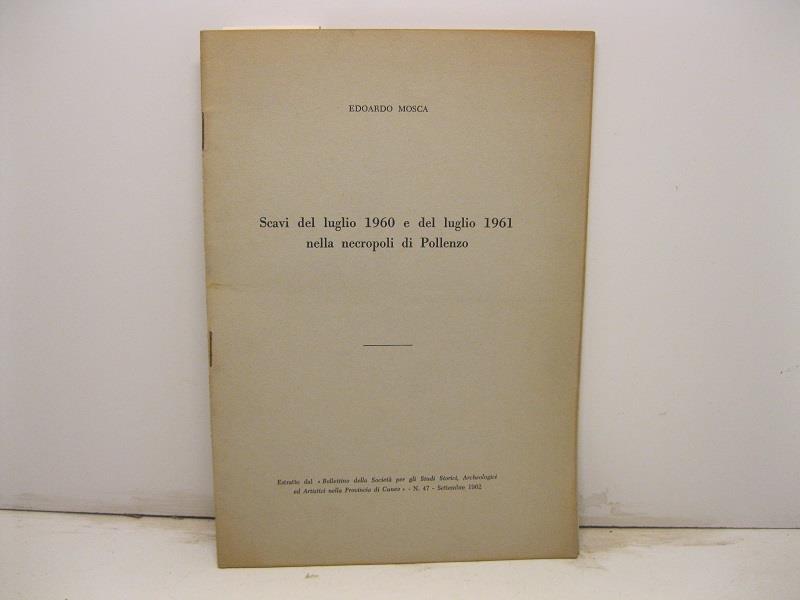 EDOARDO MOSCA
Scavi del luglio 1960 e del luglio 1961
nella necropoli di Pollenzo
Estratto dal « Bollettino della Società per gli Studi Storici, Archeologici
ed Artistici nella Provincia di Cuneo » - N. 47 - Settembre 1962